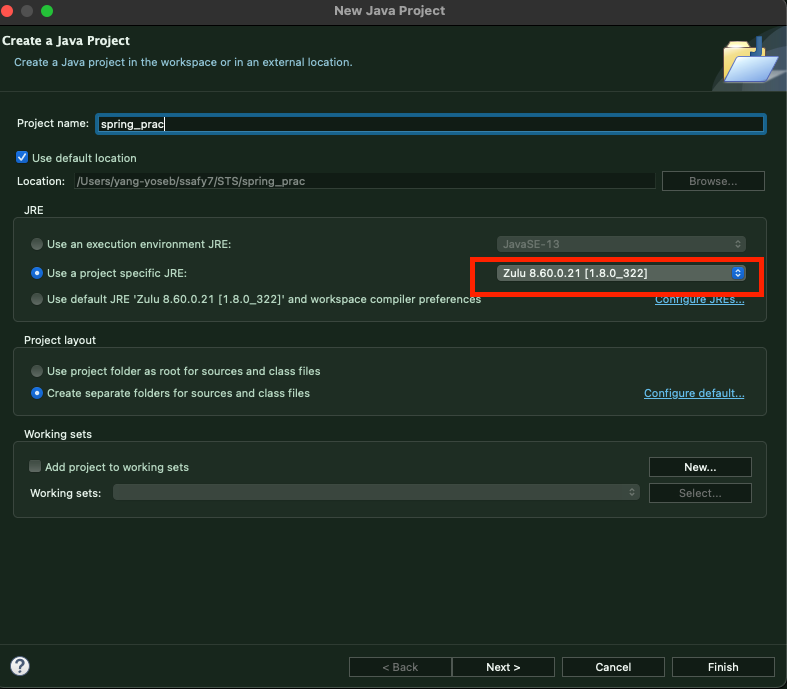 New Java Project
Create a Java Project
Create a Java project in the workspace or in an external location.
Project name: spring_prac
Use default location
Location: /Users/yang-yoseb/ssafy7/STS/spring_prac Browse...
JRE
Use an execution environment JRE: JavaSE-13
Use a project specific JRE: Zulu 8.60.0.21 [1.8.0_322]
Use default JRE 'Zulu 8.60.0.21 [1.8.0_322]' and workspace compiler preferences Configure JREs...
Project layout
Use project folder as root for sources and class files
Create separate folders for sources and class files Configure default...
Working sets
Add project to working sets New...
Working sets: Select...
? < Back Next > Cancel Finish